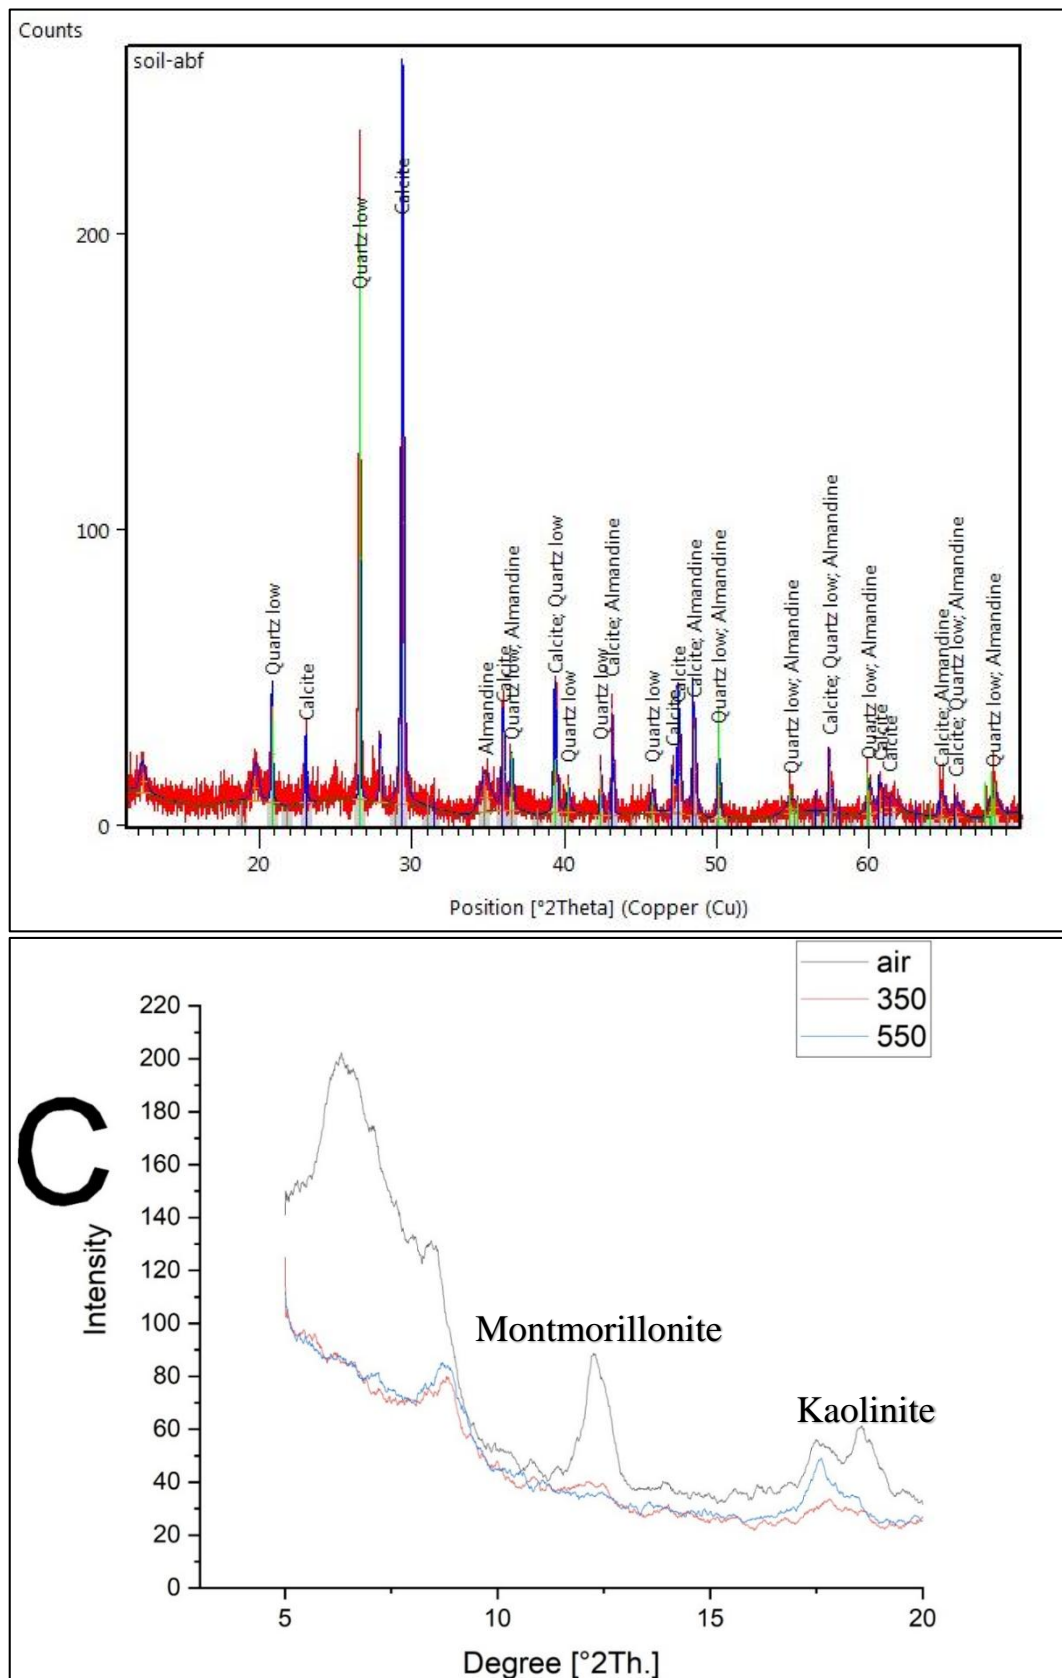 Counts
soil-abf
200
100
0
Quartz low
Calcite
Quartz low
Calcite
Almandine
Calcite
Quartz low; Almandine
Calcite; Quartz low
Quartz low
Quartz low
Calcite; Almandine
Quartz low
Calcite
Calcite
Calcite; Almandine
Quartz low; Almandine
Quartz low; Almandine
Calcite; Quartz low; Almandine
Quartz low; Almandine
Calcite
Calcite
Calcite; Almandine
Calcite; Quartz low; Almandine
Quartz low; Almandine
20 30 40 50 60
Position [°2Theta] (Copper (Cu))
C
air
350
550
Intensity
220
200
180
160
140
120
100
80
60
40
20
0
Montmorillonite
Kaolinite
5 10 15 20
Degree [°2Th.]